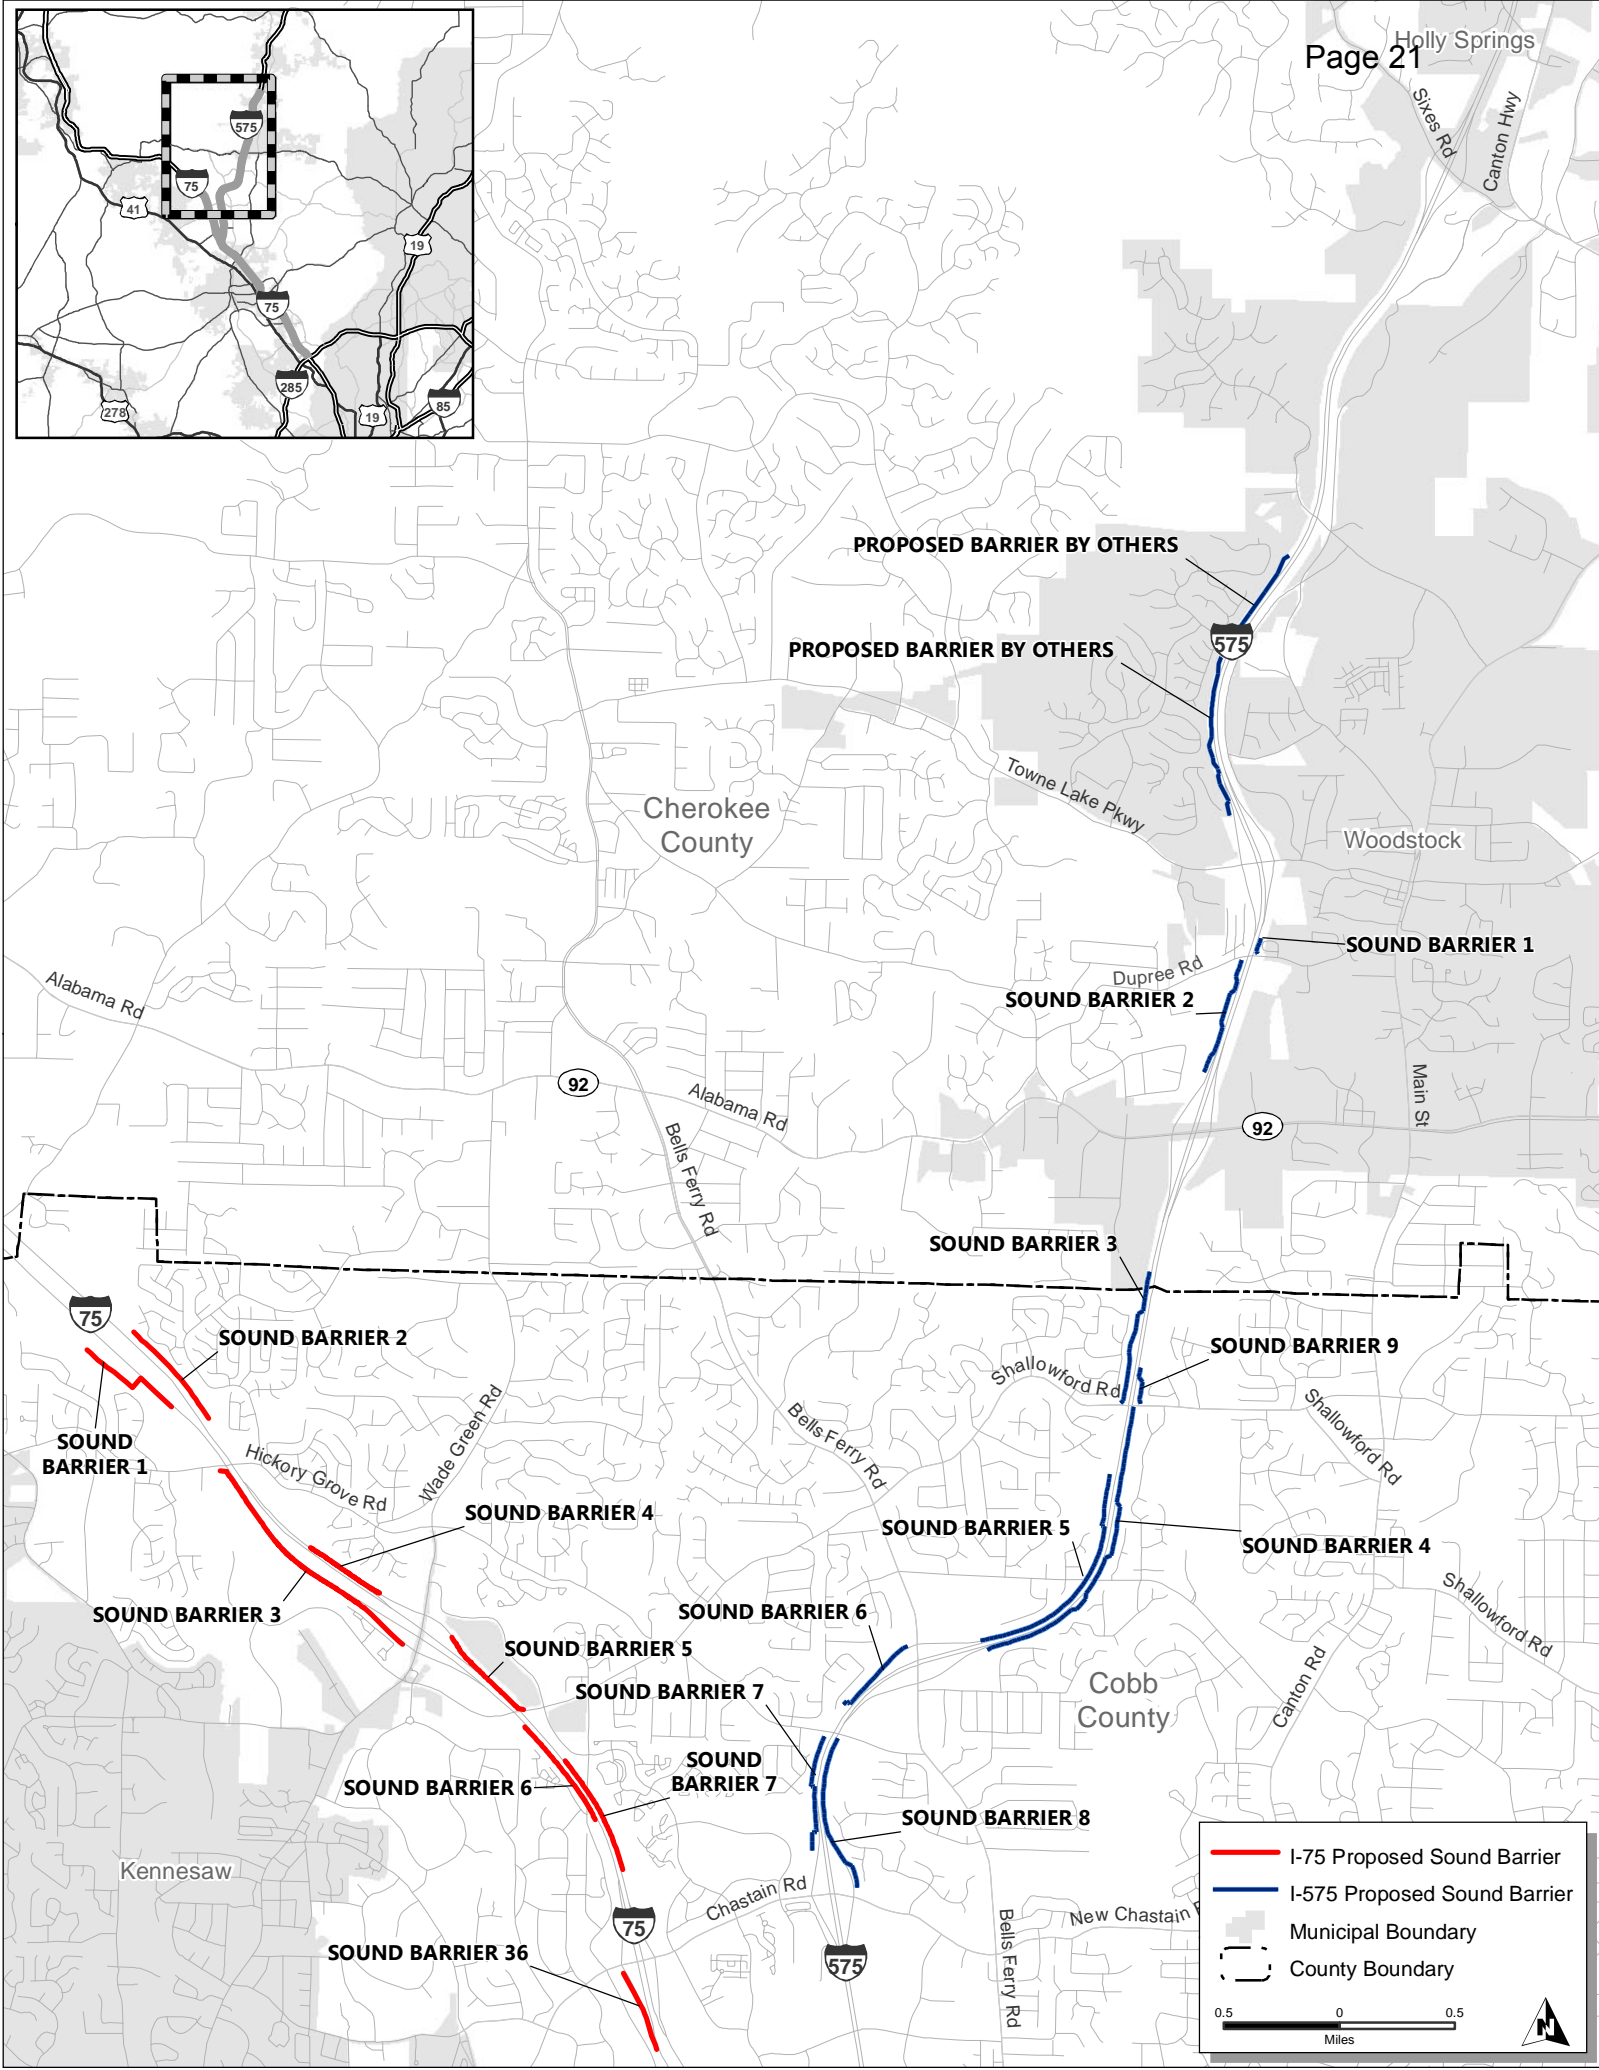 Page 21
Holly Springs
Sixes Rd
Canton Hwy
575
75
41
19
75
285
278
19
85
PROPOSED BARRIER BY OTHERS
575
PROPOSED BARRIER BY OTHERS
Towne Lake Pkwy
Cherokee
County
Woodstock
SOUND BARRIER 1
Dupree Rd
SOUND BARRIER 2
Alabama Rd
92
Alabama Rd
Main St
92
Bells Ferry Rd
SOUND BARRIER 3
75
SOUND BARRIER 2
SOUND BARRIER 9
Shallowford Rd
Shallowford Rd
Wade Green Rd
Bells Ferry Rd
SOUND
BARRIER 1
Hickory Grove Rd
SOUND BARRIER 4
SOUND BARRIER 5
SOUND BARRIER 4
Shallowford Rd
SOUND BARRIER 3
SOUND BARRIER 6
SOUND BARRIER 5
Canton Rd
Cobb
County
SOUND BARRIER 7
SOUND
BARRIER 7
SOUND BARRIER 6
SOUND BARRIER 8
Kennesaw
Chastain Rd
New Chastain
Bells Ferry Rd
75
SOUND BARRIER 36
575
I-75 Proposed Sound Barrier
I-575 Proposed Sound Barrier
Municipal Boundary
County Boundary
0.5 0 0.5
Miles
N